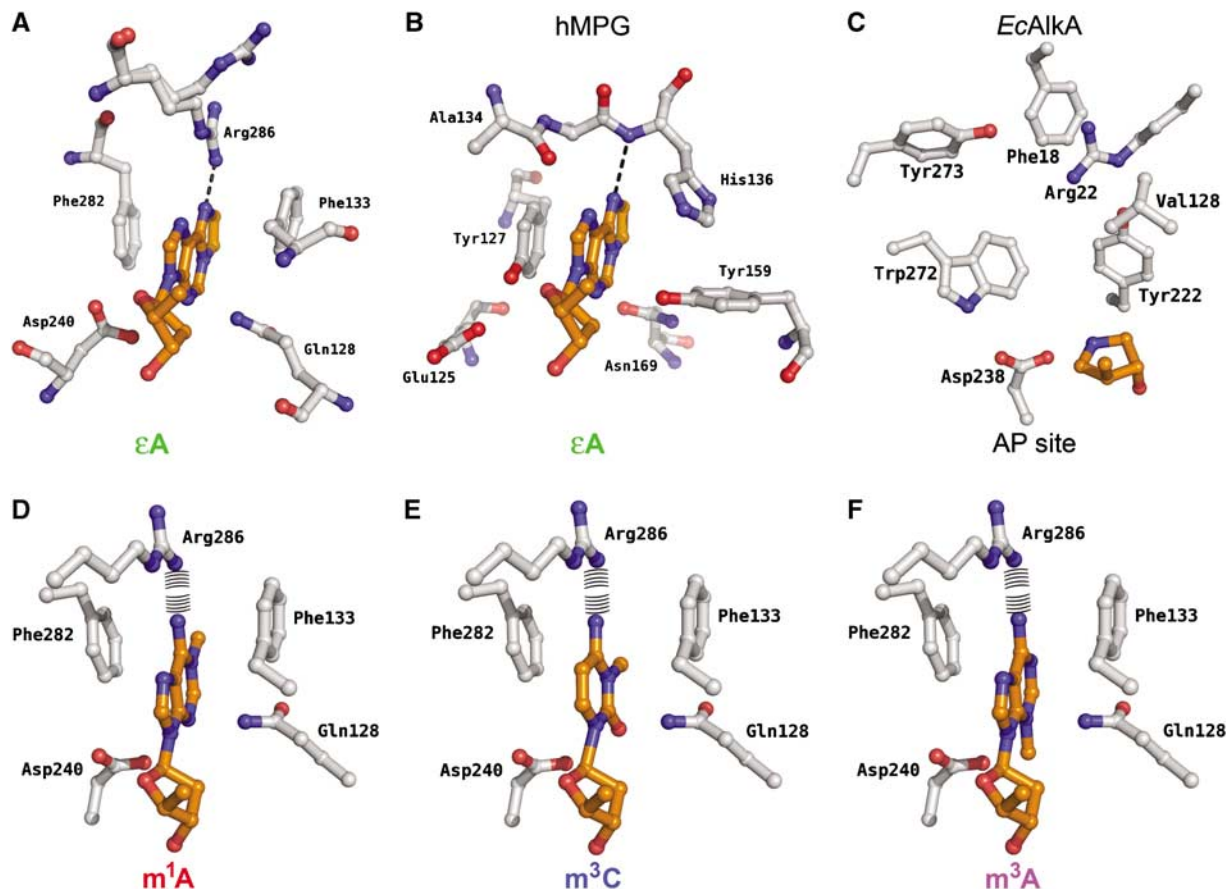 A
Arg286
Phe282
Phe133
Asp240
Gln128
εA
B
hMPG
Ala134
His136
Tyr127
Tyr159
Glu125
Asn169
εA
C
EcAlkA
Tyr273
Phe18
Arg22
Val128
Trp272
Tyr222
Asp238
AP site
D
Arg286
Phe133
Phe282
Gln128
Asp240
m¹A
E
Arg286
Phe133
Phe282
Gln128
Asp240
m³C
F
Arg286
Phe133
Phe282
Gln128
Asp240
m³A